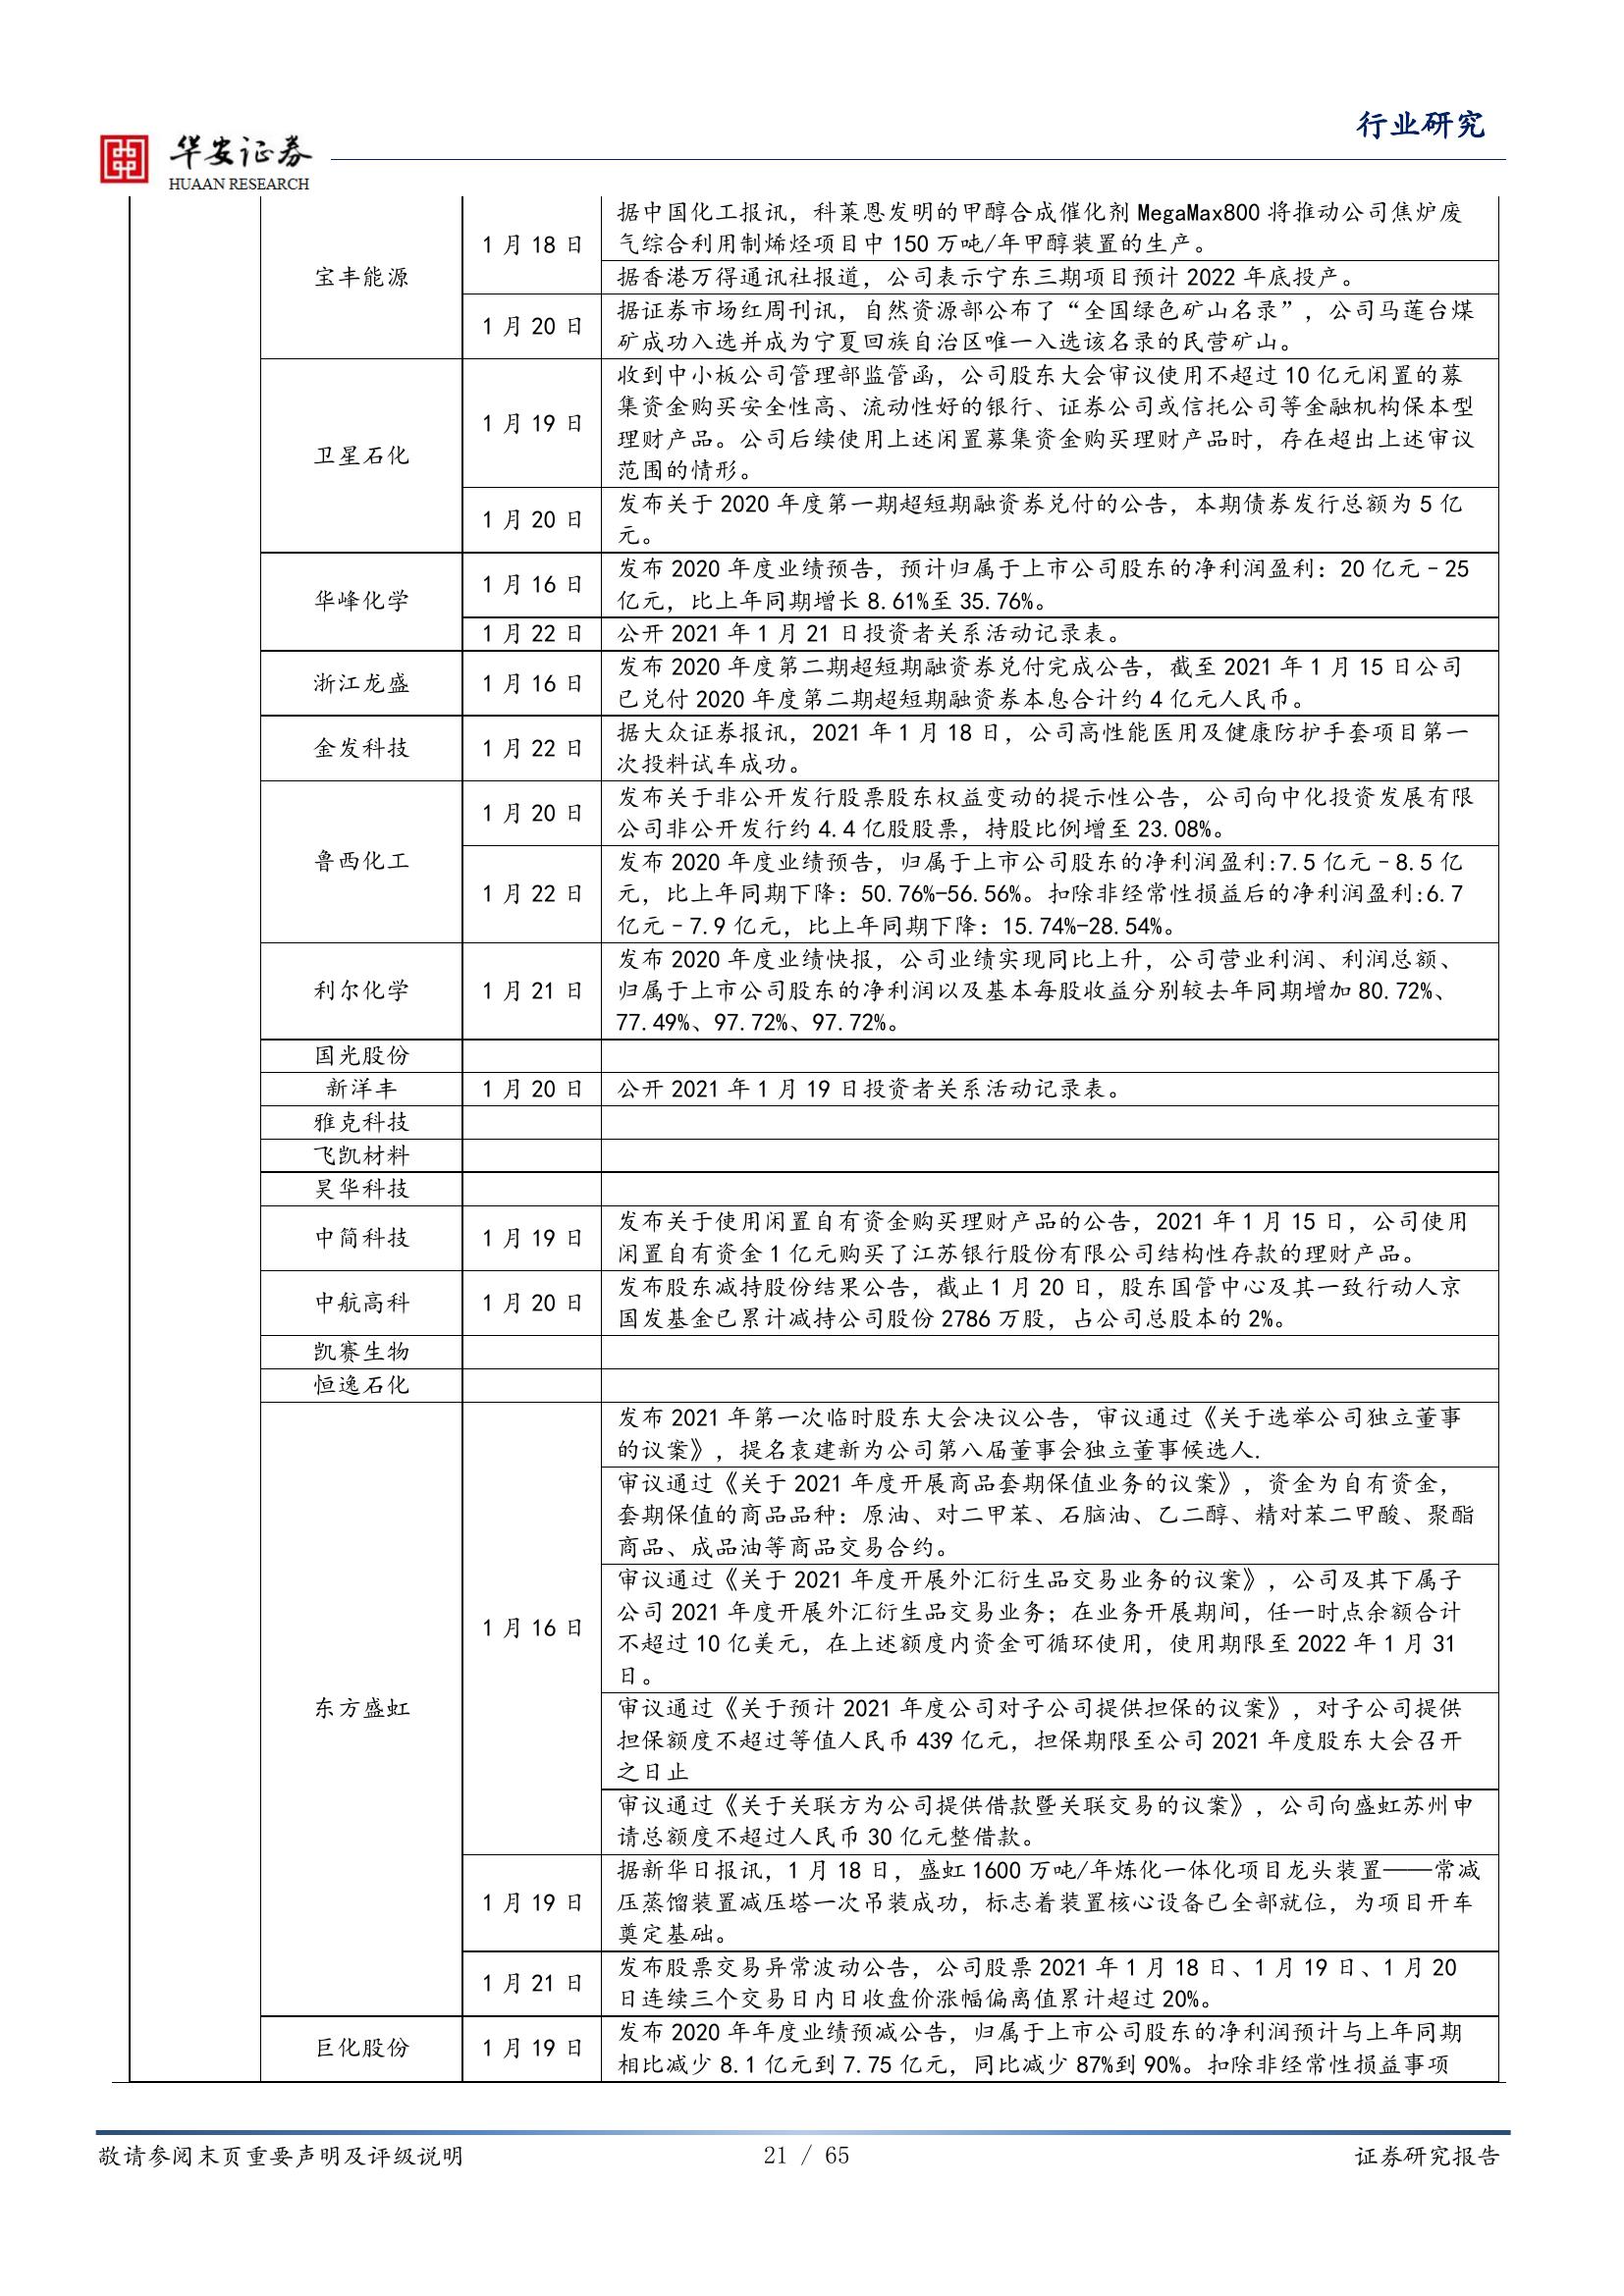 行业研究
华安证券
HUAAN RESEARCH
宝丰能源
1 月 18 日
据中国化工报讯，科莱恩发明的甲醇合成催化剂 MegaMax800 将推动公司焦炉废
气综合利用制烯烃项目中 150 万吨/年甲醇装置的生产。
据香港万得通讯社报道，公司表示宁东三期项目预计 2022 年底投产。
1 月 20 日
据证券市场红周刊讯，自然资源部公布了“全国绿色矿山名录”，公司马莲台煤
矿成功入选并成为宁夏回族自治区唯一入选该名录的民营矿山。
卫星石化
1 月 19 日
收到中小板公司管理部监管函，公司股东大会审议使用不超过 10 亿元闲置的募
集资金购买安全性高、流动性好的银行、证券公司或信托公司等金融机构保本型
理财产品。公司后续使用上述闲置募集资金购买理财产品时，存在超出上述审议
范围的情形。
1 月 20 日
发布关于 2020 年度第一期超短期融资券兑付的公告，本期债券发行总额为 5 亿
元。
华峰化学
1 月 16 日
发布 2020 年度业绩预告，预计归属于上市公司股东的净利润盈利：20 亿元–25
亿元，比上年同期增长 8.61%至 35.76%。
1 月 22 日
公开 2021 年 1 月 21 日投资者关系活动记录表。
浙江龙盛
1 月 16 日
发布 2020 年度第二期超短期融资券兑付完成公告，截至 2021 年 1 月 15 日公司
已兑付 2020 年度第二期超短期融资券本息合计约 4 亿元人民币。
金发科技
1 月 22 日
据大众证券报讯，2021 年 1 月 18 日，公司高性能医用及健康防护手套项目第一
次投料试车成功。
鲁西化工
1 月 20 日
发布关于非公开发行股票股东权益变动的提示性公告，公司向中化投资发展有限
公司非公开发行约 4.4 亿股股票，持股比例增至 23.08%。
1 月 22 日
发布 2020 年度业绩预告，归属于上市公司股东的净利润盈利:7.5 亿元–8.5 亿
元，比上年同期下降：50.76%-56.56%。扣除非经常性损益后的净利润盈利:6.7
亿元–7.9 亿元，比上年同期下降：15.74%-28.54%。
利尔化学
1 月 21 日
发布 2020 年度业绩快报，公司业绩实现同比上升，公司营业利润、利润总额、
归属于上市公司股东的净利润以及基本每股收益分别较去年同期增加 80.72%、
77.49%、97.72%、97.72%。
国光股份
新洋丰
1 月 20 日
公开 2021 年 1 月 19 日投资者关系活动记录表。
雅克科技
飞凯材料
昊华科技
中简科技
1 月 19 日
发布关于使用闲置自有资金购买理财产品的公告，2021 年 1 月 15 日，公司使用
闲置自有资金 1 亿元购买了江苏银行股份有限公司结构性存款的理财产品。
中航高科
1 月 20 日
发布股东减持股份结果公告，截止 1 月 20 日，股东国管中心及其一致行动人京
国发基金已累计减持公司股份 2786 万股，占公司总股本的 2%。
凯赛生物
恒逸石化
东方盛虹
1 月 16 日
发布 2021 年第一次临时股东大会决议公告，审议通过《关于选举公司独立董事
的议案》，提名袁建新为公司第八届董事会独立董事候选人.
审议通过《关于 2021 年度开展商品套期保值业务的议案》，资金为自有资金，
套期保值的商品品种：原油、对二甲苯、石脑油、乙二醇、精对苯二甲酸、聚酯
商品、成品油等商品交易合约。
审议通过《关于 2021 年度开展外汇衍生品交易业务的议案》，公司及其下属子
公司 2021 年度开展外汇衍生品交易业务；在业务开展期间，任一时点余额合计
不超过 10 亿美元，在上述额度内资金可循环使用，使用期限至 2022 年 1 月 31
日。
审议通过《关于预计 2021 年度公司对子公司提供担保的议案》，对子公司提供
担保额度不超过等值人民币 439 亿元，担保期限至公司 2021 年度股东大会召开
之日止
审议通过《关于关联方为公司提供借款暨关联交易的议案》，公司向盛虹苏州申
请总额度不超过人民币 30 亿元整借款。
1 月 19 日
据新华日报讯，1 月 18 日，盛虹 1600 万吨/年炼化一体化项目龙头装置——常减
压蒸馏装置减压塔一次吊装成功，标志着装置核心设备已全部就位，为项目开车
奠定基础。
1 月 21 日
发布股票交易异常波动公告，公司股票 2021 年 1 月 18 日、1 月 19 日、1 月 20
日连续三个交易日内日收盘价涨幅偏离值累计超过 20%。
巨化股份
1 月 19 日
发布 2020 年年度业绩预减公告，归属于上市公司股东的净利润预计与上年同期
相比减少 8.1 亿元到 7.75 亿元，同比减少 87%到 90%。扣除非经常性损益事项
敬请参阅末页重要声明及评级说明
21 / 65
证券研究报告